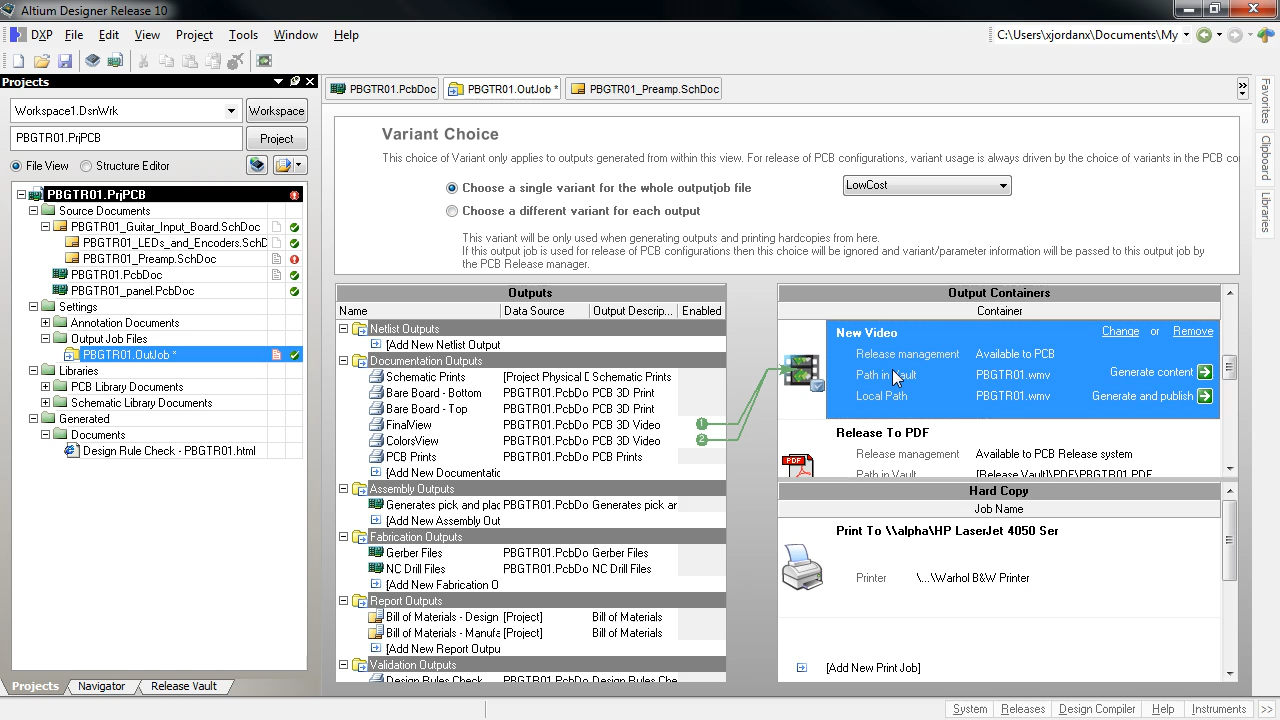 Altium Designer Release 10
DXP File Edit View Project Tools Window Help
C:\Users\xjordanx\Documents\My
Projects
Workspace1.DsnWrk
Workspace
PBGTR01.PrjPCB
Project
File View Structure Editor
PBGTR01.PrjPCB
Source Documents
PBGTR01_Guitar_Input_Board.SchDoc
PBGTR01_LEDs_and_Encoders.SchD
PBGTR01_Preamp.SchDoc
PBGTR01.PcbDoc
PBGTR01_panel.PcbDoc
Settings
Annotation Documents
Output Job Files
PBGTR01.OutJob *
Libraries
PCB Library Documents
Schematic Library Documents
Generated
Documents
Design Rule Check - PBGTR01.html
Projects Navigator Release Vault
PBGTR01.PcbDoc PBGTR01.OutJob * PBGTR01_Preamp.SchDoc
Variant Choice
This choice of Variant only applies to outputs generated from within this view. For release of PCB configurations, variant usage is always driven by the choice of variants in the PCB co
Choose a single variant for the whole outputjob file
LowCost
Choose a different variant for each output
This variant will be only used when generating outputs and printing hardcopies from here.
If this output job is used for release of PCB configurations then this choice will be ignored and variant/parameter information will be passed to this output job by
the PCB Release manager.
Outputs
Name Data Source Output Descrip... Enabled
Netlist Outputs
[Add New Netlist Output
Documentation Outputs
Schematic Prints [Project Physical D Schematic Prints
Bare Board - Bottom PBGTR01.PcbDo PCB 3D Print
Bare Board - Top PBGTR01.PcbDo PCB 3D Print
FinalView PBGTR01.PcbDo PCB 3D Video 1
ColorsView PBGTR01.PcbDo PCB 3D Video 2
PCB Prints PBGTR01.PcbDo PCB Prints
[Add New Documentatic
Assembly Outputs
Generates pick and plac PBGTR01.PcbDo Generates pick ar
[Add New Assembly Out
Fabrication Outputs
Gerber Files PBGTR01.PcbDo Gerber Files
NC Drill Files PBGTR01.PcbDo NC Drill Files
[Add New Fabrication O
Report Outputs
Bill of Materials - Design [Project] Bill of Materials
Bill of Materials - Manufa [Project] Bill of Materials
[Add New Report Outpu
Validation Outputs
Design Rules Check PBGTR01.PcbDo Design Rules Che
Output Containers
Container
New Video Change or Remove
Release management Available to PCB
Path in Vault PBGTR01.wmv Generate content
Local Path PBGTR01.wmv Generate and publish
Release To PDF
Release management Available to PCB Release system
PDF
Path in Vault [Release Vault]\PDF\PBGTR01.PDF
Hard Copy
Job Name
Print To \\alpha\HP LaserJet 4050 Ser
Printer \...\Warhol B&W Printer
[Add New Print Job]
Favorites
Clipboard
Libraries
System Releases Design Compiler Help Instruments >>